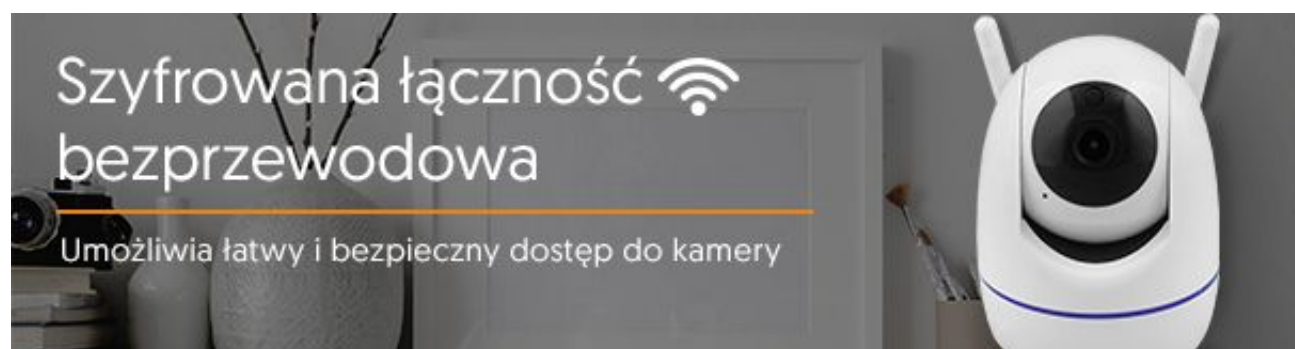 Szyfrowana łączność
bezprzewodowa
Umożliwia łatwy i bezpieczny dostęp do kamery